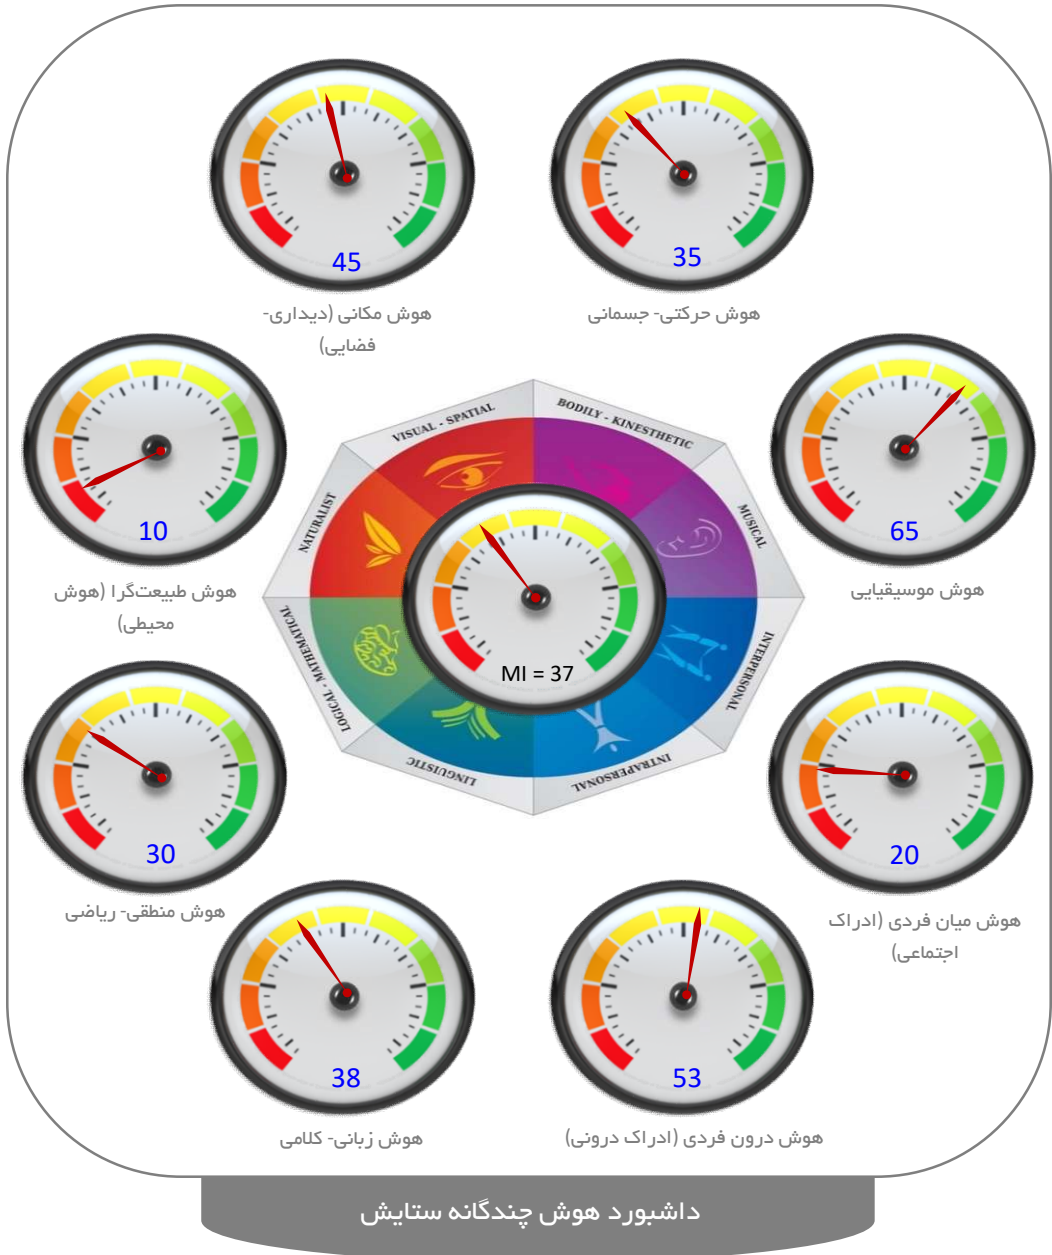 45
35
هوش مکانی (دیداری-
فضایی)
هوش حرکتی- جسمانی
10
65
هوش طبیعت‌گرا (هوش
محیطی)
هوش موسیقیایی
VISUAL - SPATIAL
BODILY - KINESTHETIC
NATURALIST
MUSICAL
LOGICAL - MATHEMATICAL
INTERPERSONAL
LINGUISTIC
INTRAPERSONAL
MI = 37
30
20
هوش منطقی- ریاضی
هوش میان فردی (ادراک
اجتماعی)
38
53
هوش زبانی- کلامی
هوش درون فردی (ادراک درونی)
داشبورد هوش چندگانه ستایش